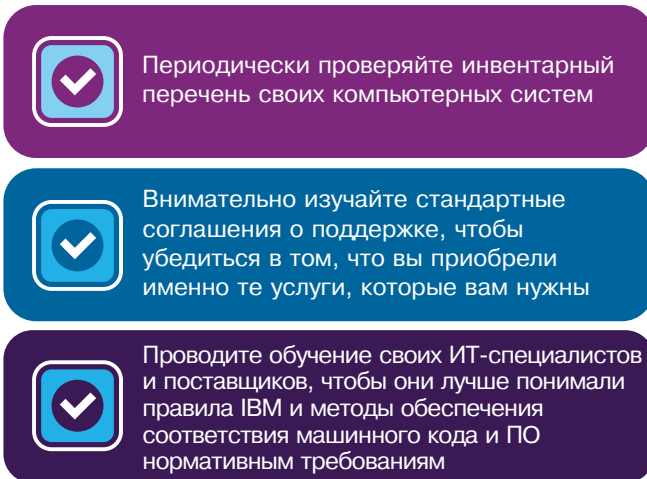 Периодически проверяйте инвентарный
перечень своих компьютерных систем
Внимательно изучайте стандартные
соглашения о поддержке, чтобы
убедиться в том, что вы приобрели
именно те услуги, которые вам нужны
Проводите обучение своих ИТ-специалистов
и поставщиков, чтобы они лучше понимали
правила IBM и методы обеспечения
соответствия машинного кода и ПО
нормативным требованиям